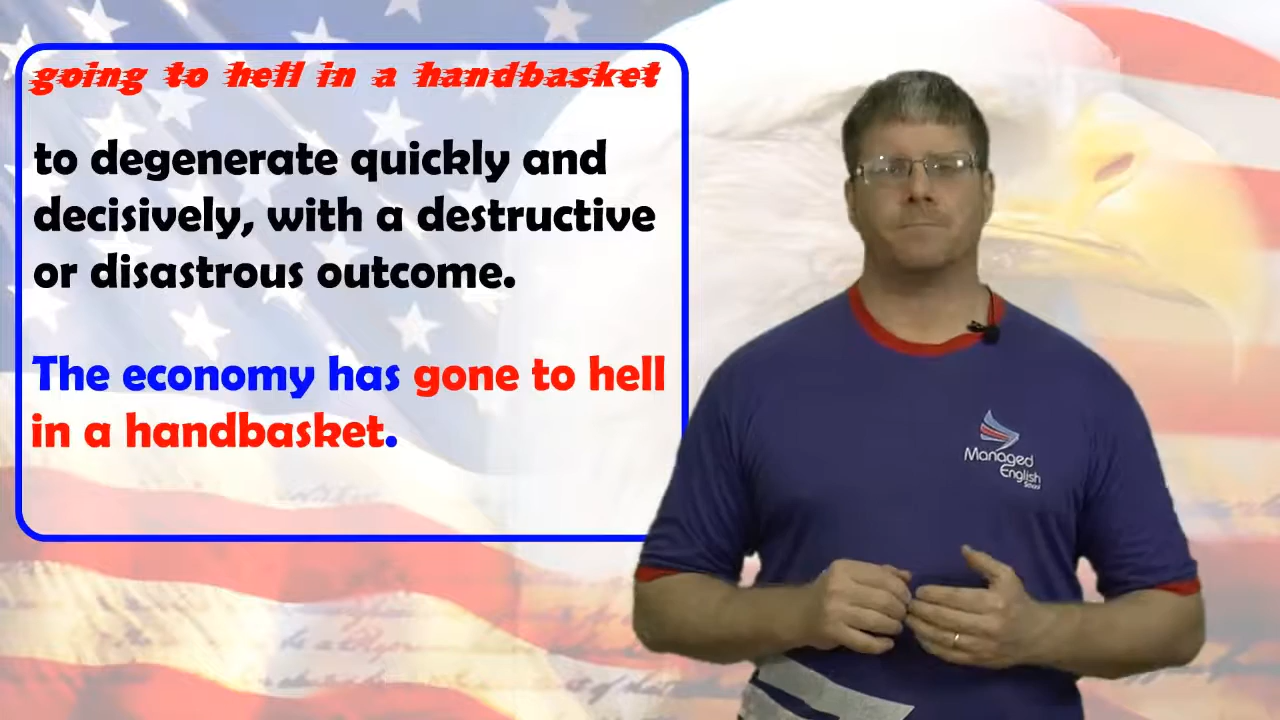 going to hell in a handbasket
to degenerate quickly and
decisively, with a destructive
or disastrous outcome.
The economy has gone to hell
in a handbasket.
Managed
English
School